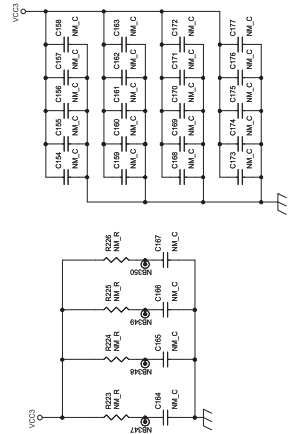 VCC3
C158
NM_C
C163
NM_C
C172
NM_C
C177
NM_C
C157
NM_C
C162
NM_C
C171
NM_C
C176
NM_C
C156
NM_C
C161
NM_C
C170
NM_C
C175
NM_C
C155
NM_C
C160
NM_C
C169
NM_C
C174
NM_C
C154
NM_C
C159
NM_C
C168
NM_C
C173
NM_C
R226
NM_R
NB350
C167
NM_C
R225
NM_R
NB349
C166
NM_C
R224
NM_R
NB348
C165
NM_C
VCC3
R223
NM_R
NB347
C164
NM_C